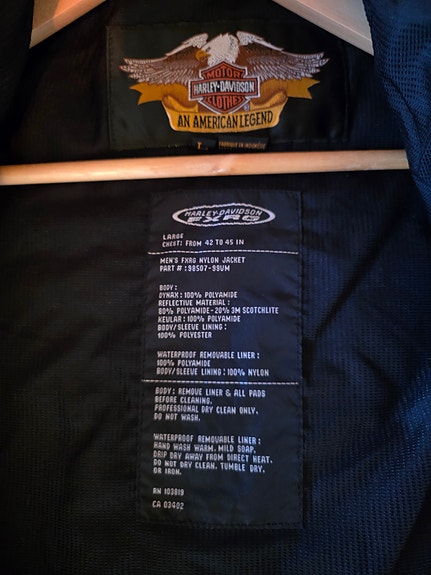 MOTOR
HARLEY-DAVIDSON
CLOTHES
AN AMERICAN LEGEND
L
FABRIQUÉ EN INDONÉSIE
HARLEY-DAVIDSON
FXRG
LARGE
CHEST: FROM 42 TO 45 IN
MEN'S FXRG NYLON JACKET
PART #: 98507-99VM
BODY:
DYNAX: 100% POLYAMIDE
REFLECTIVE MATERIAL:
80% POLYAMIDE-20% 3M SCOTCHLITE
KEVLAR: 100% POLYAMIDE
BODY/SLEEVE LINING:
100% POLYESTER
WATERPROOF REMOVABLE LINER:
100% POLYAMIDE
BODY/SLEEVE LINING: 100% NYLON
BODY: REMOVE LINER & ALL PADS
BEFORE CLEANING.
PROFESSIONAL DRY CLEAN ONLY.
DO NOT WASH.
WATERPROOF REMOVABLE LINER:
HAND WASH WARM. MILD SOAP.
DRIP DRY AWAY FROM DIRECT HEAT.
DO NOT DRY CLEAN. TUMBLE DRY.
OR IRON.
RN 103819
CA 03402